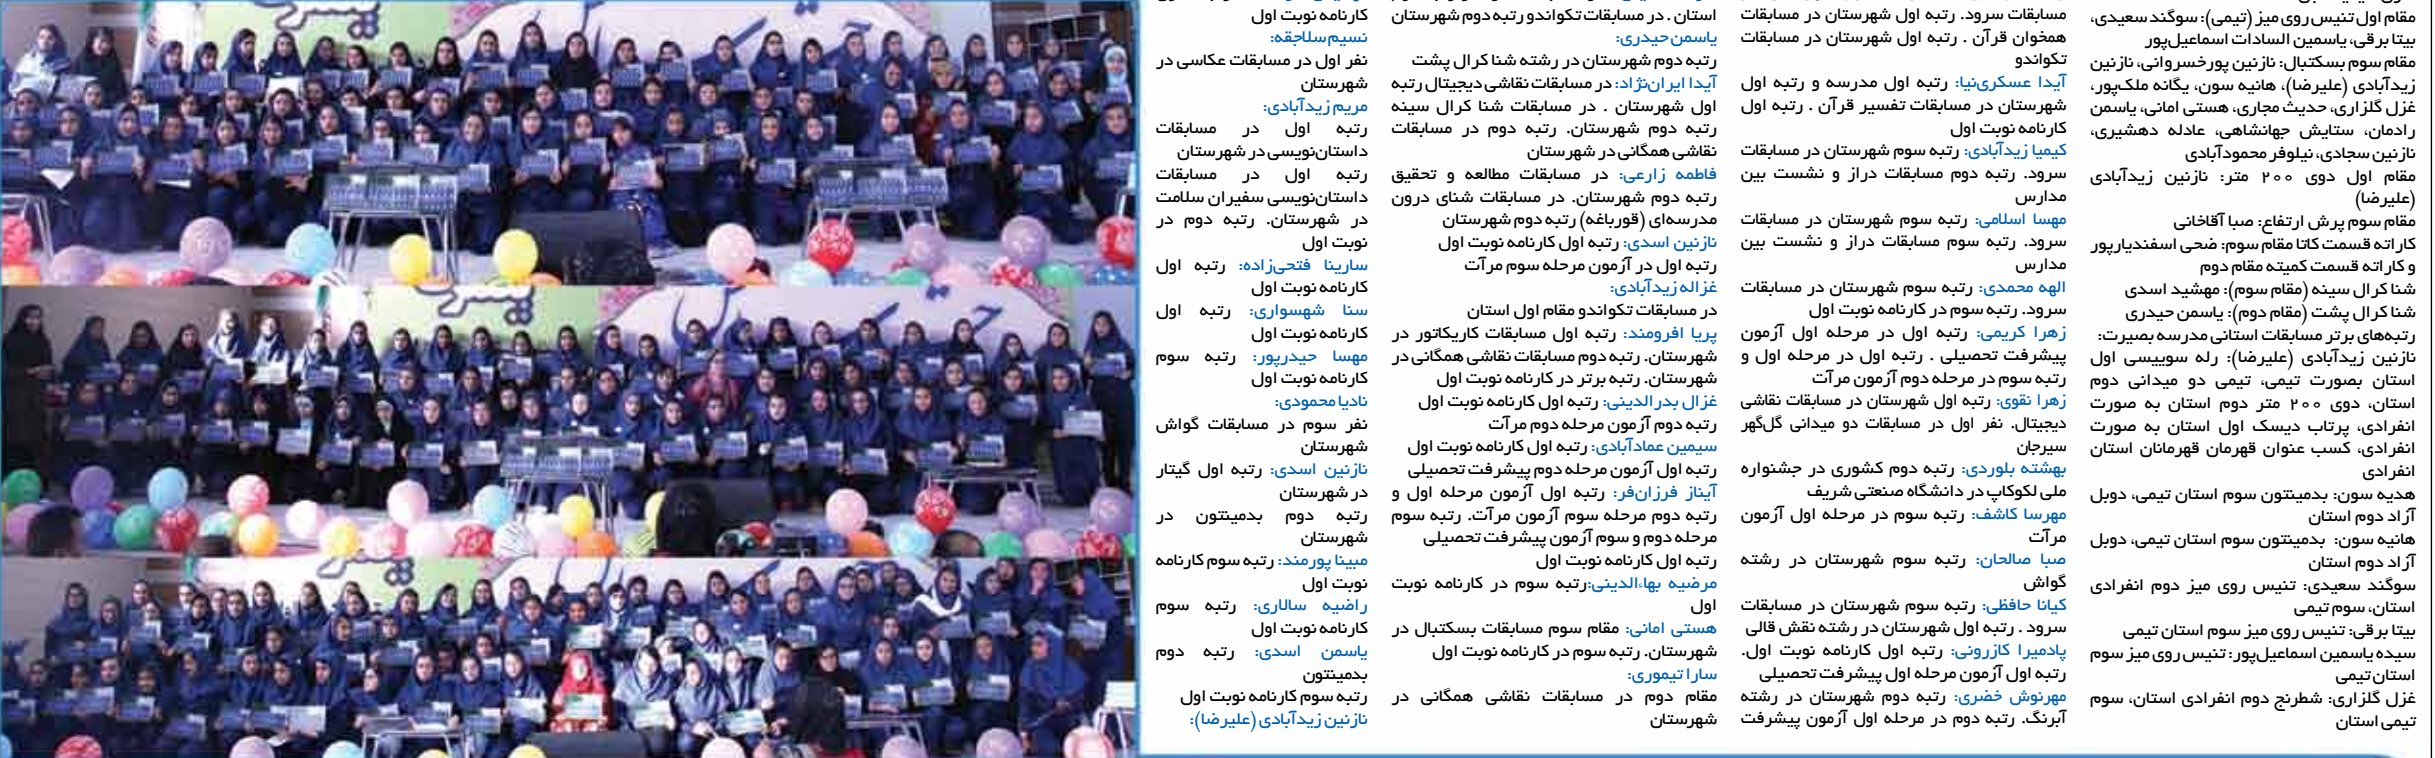 مقام اول تنیس روی میز (تیمی): سوگند سعیدی،
بیتا برقی، یاسمین السادات اسماعیل‌پور
مقام سوم بسکتبال: نازنین پورخسروانی، نازنین
زیدآبادی (علیرضا)، هانیه سون، یگانه ملک‌پور،
غزل گلزاری، حدیث مجاری، هستی امانی، یاسمن
رادمان، ستایش جهانشاهی، عادله دهشیری،
نازنین سجادی، نیلوفر محمودآبادی
مقام اول دوی ۲۰۰ متر: نازنین زیدآبادی
(علیرضا)
مقام سوم پرش ارتفاع: صبا آقاخانی
کاراته قسمت کاتا مقام سوم: ضحی اسفندیارپور
و کاراته قسمت کمیته مقام دوم
شنا کرال سینه (مقام سوم): مهشید اسدی
شنا کرال پشت (مقام دوم): یاسمن حیدری
رتبه‌های برتر مسابقات استانی مدرسه بصیرت:
نازنین زیدآبادی (علیرضا): رله سوییسی اول
استان بصورت تیمی، تیمی دو میدانی دوم
استان، دوی ۲۰۰ متر دوم استان به صورت
انفرادی، پرتاب دیسک اول استان به صورت
انفرادی، کسب عنوان قهرمان قهرمانان استان
انفرادی
هدیه سون: بدمینتون سوم استان تیمی، دوبل
آزاد دوم استان
هانیه سون: بدمینتون سوم استان تیمی، دوبل
آزاد دوم استان
سوگند سعیدی: تنیس روی میز دوم انفرادی
استان، سوم تیمی
بیتا برقی: تنیس روی میز سوم استان تیمی
سیده یاسمین اسماعیل‌پور: تنیس روی میز سوم
استان تیمی
غزل گلزاری: شطرنج دوم انفرادی استان، سوم
تیمی استان
مسابقات سرود. رتبه اول شهرستان در مسابقات
همخوان قرآن . رتبه اول شهرستان در مسابقات
تکواندو
آیدا عسکری‌نیا: رتبه اول مدرسه و رتبه اول
شهرستان در مسابقات تفسیر قرآن . رتبه اول
کارنامه نوبت اول
کیمیا زیدآبادی: رتبه سوم شهرستان در مسابقات
سرود. رتبه دوم مسابقات دراز و نشست بین
مدارس
مهسا اسلامی: رتبه سوم شهرستان در مسابقات
سرود. رتبه سوم مسابقات دراز و نشست بین
مدارس
الهه محمدی: رتبه سوم شهرستان در مسابقات
سرود. رتبه سوم در کارنامه نوبت اول
زهرا کریمی: رتبه اول در مرحله اول آزمون
پیشرفت تحصیلی . رتبه اول در مرحله اول و
رتبه سوم در مرحله دوم آزمون مرآت
زهرا نقوی: رتبه اول شهرستان در مسابقات نقاشی
دیجیتال. نفر اول در مسابقات دو میدانی گل‌گهر
سیرجان
بهشته بلوردی: رتبه دوم کشوری در جشنواره
ملی لکوکاپ در دانشگاه صنعتی شریف
مهرسا کاشف: رتبه سوم در مرحله اول آزمون
مرآت
صبا صالحان: رتبه سوم شهرستان در رشته
گواش
کیانا حافظی: رتبه سوم شهرستان در مسابقات
سرود . رتبه اول شهرستان در رشته نقش قالی
پادمیرا کازرونی: رتبه اول کارنامه نوبت اول.
رتبه اول آزمون مرحله اول پیشرفت تحصیلی
مهرنوش خضری: رتبه دوم شهرستان در رشته
آبرنگ. رتبه دوم در مرحله اول آزمون پیشرفت
استان . در مسابقات تکواندو رتبه دوم شهرستان
یاسمن حیدری:
رتبه دوم شهرستان در رشته شنا کرال پشت
آیدا ایران‌نژاد: در مسابقات نقاشی دیجیتال رتبه
اول شهرستان . در مسابقات شنا کرال سینه
رتبه دوم شهرستان. رتبه دوم در مسابقات
نقاشی همگانی در شهرستان
فاطمه زارعی: در مسابقات مطالعه و تحقیق
رتبه دوم شهرستان. در مسابقات شنای درون
مدرسه‌ای (قورباغه) رتبه دوم شهرستان
نازنین اسدی: رتبه اول کارنامه نوبت اول
رتبه اول در آزمون مرحله سوم مرآت
غزاله زیدآبادی:
در مسابقات تکواندو مقام اول استان
پریا افرومند: رتبه اول مسابقات کاریکاتور در
شهرستان. رتبه دوم مسابقات نقاشی همگانی در
شهرستان. رتبه برتر در کارنامه نوبت اول
غزال بدرالدینی: رتبه اول کارنامه نوبت اول
رتبه دوم آزمون مرحله دوم مرآت
سیمین عمادآبادی: رتبه اول کارنامه نوبت اول
رتبه اول آزمون مرحله دوم پیشرفت تحصیلی
آیناز فرزان‌فر: رتبه اول آزمون مرحله اول و
رتبه دوم مرحله سوم آزمون مرآت. رتبه سوم
مرحله دوم و سوم آزمون پیشرفت تحصیلی
رتبه اول کارنامه نوبت اول
مرضیه بهاءالدینی:رتبه سوم در کارنامه نوبت
اول
هستی امانی: مقام سوم مسابقات بسکتبال در
شهرستان. رتبه سوم در کارنامه نوبت اول
سارا تیموری:
مقام دوم در مسابقات نقاشی همگانی در
شهرستان
کارنامه نوبت اول
نسیم سلاجقه:
نفر اول در مسابقات عکاسی در
شهرستان
مریم زیدآبادی:
رتبه اول در مسابقات
داستان‌نویسی در شهرستان
رتبه اول در مسابقات
داستان‌نویسی سفیران سلامت
در شهرستان. رتبه دوم در
نوبت اول
سارینا فتحی‌زاده: رتبه اول
کارنامه نوبت اول
سنا شهسواری: رتبه اول
کارنامه نوبت اول
مهسا حیدرپور: رتبه سوم
کارنامه نوبت اول
نادیا محمودی:
نفر سوم در مسابقات گواش
شهرستان
نازنین اسدی: رتبه اول گیتار
در شهرستان
رتبه دوم بدمینتون در
شهرستان
مبینا پورمند: رتبه سوم کارنامه
نوبت اول
راضیه سالاری: رتبه سوم
کارنامه نوبت اول
یاسمن اسدی: رتبه دوم
بدمینتون
رتبه سوم کارنامه نوبت اول
نازنین زیدآبادی (علیرضا):